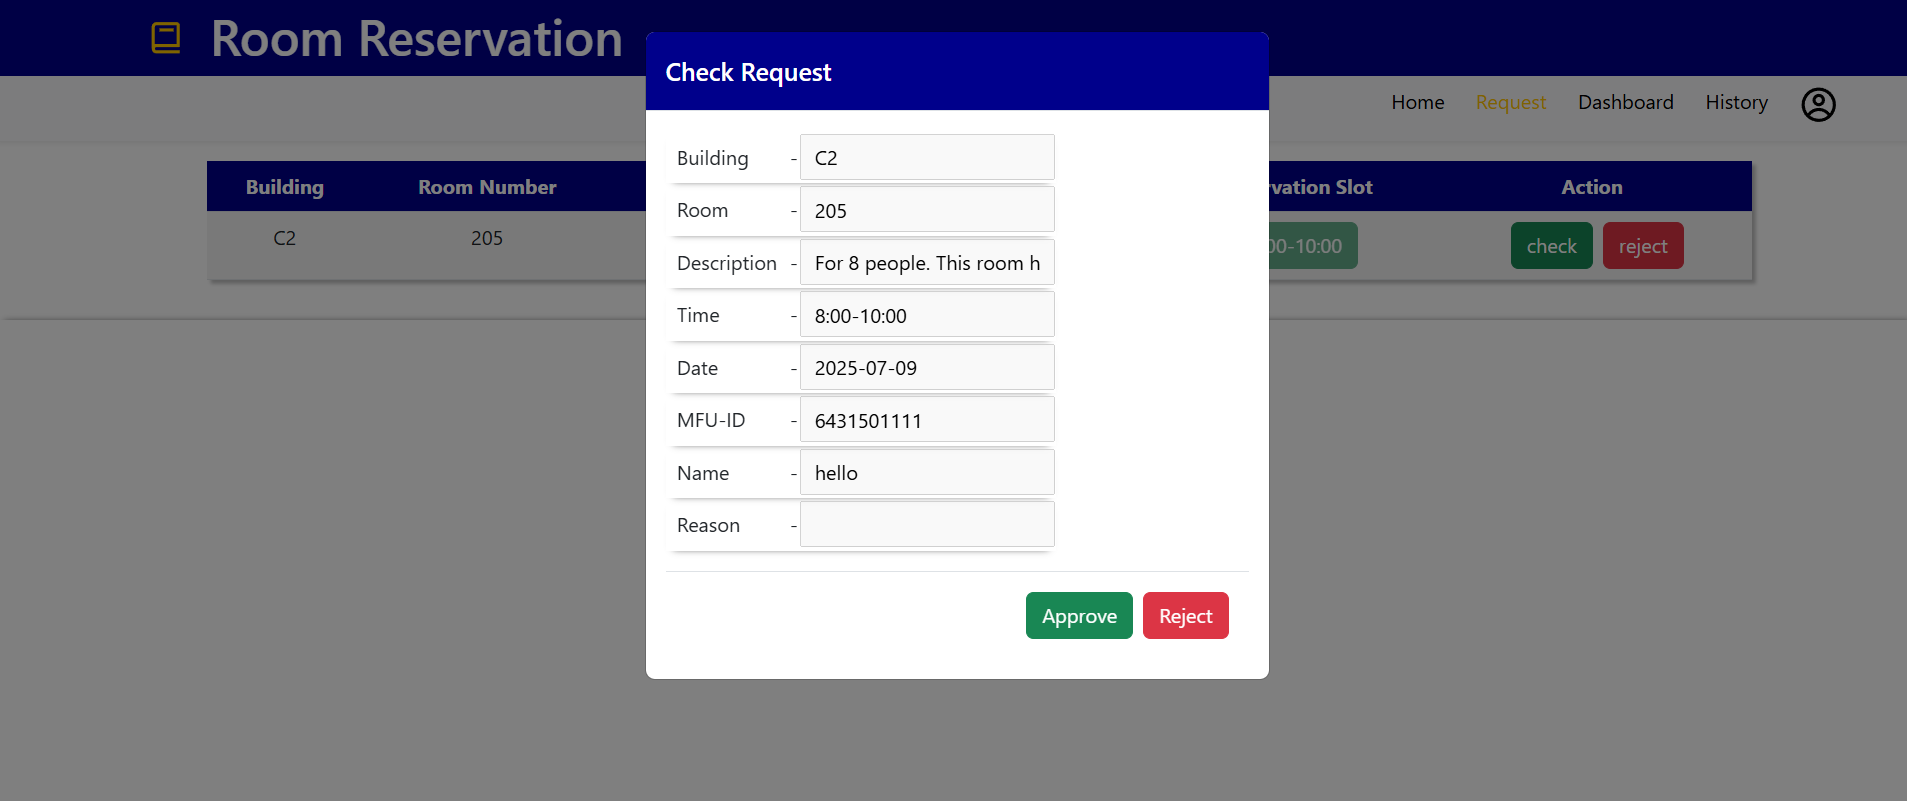 Room Reservation
Check Request
Home Request Dashboard History
Building Room Number vation Slot Action
C2 205 00-10:00 check reject
Building - C2
Room - 205
Description - For 8 people. This room h
Time - 8:00-10:00
Date - 2025-07-09
MFU-ID - 6431501111
Name - hello
Reason -
Approve Reject